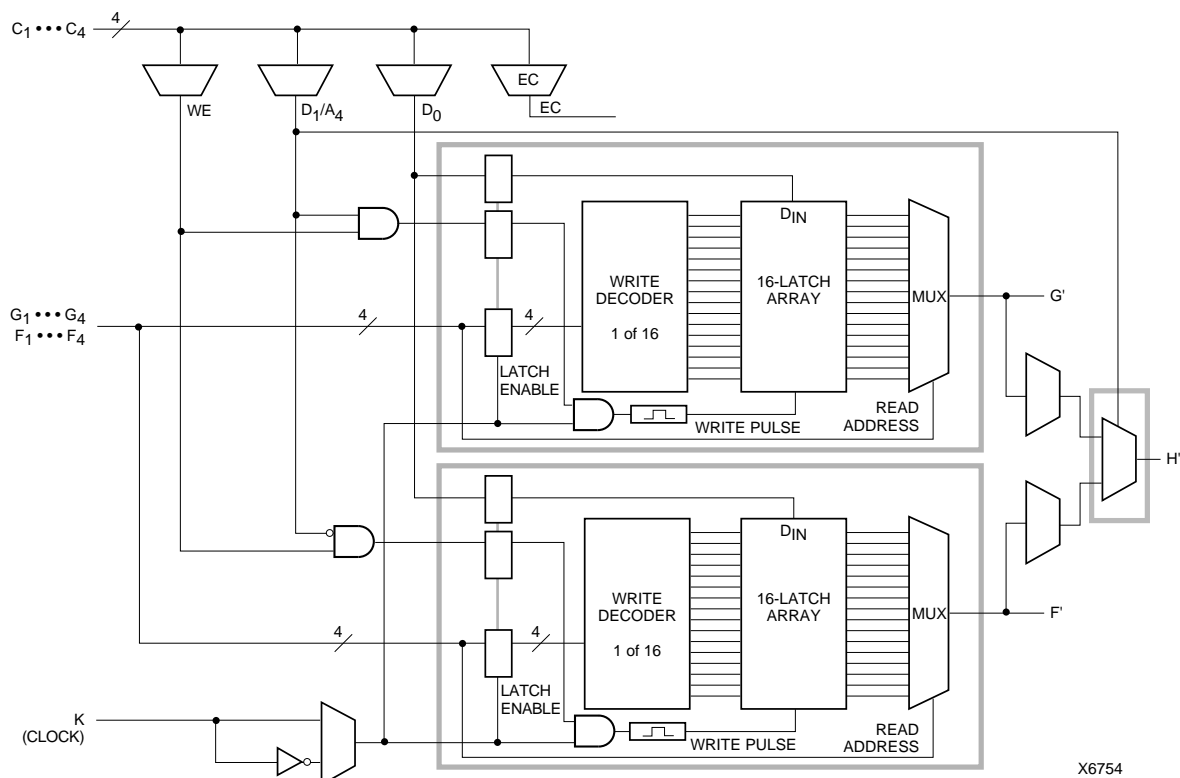 C1 ••• C4
4
EC
WE
D1/A4
D0
EC
DIN
WRITE
DECODER
1 of 16
16-LATCH
ARRAY
MUX
G'
G1 ••• G4
F1 ••• F4
4
4
LATCH
ENABLE
WRITE PULSE
READ
ADDRESS
H'
DIN
WRITE
DECODER
1 of 16
16-LATCH
ARRAY
MUX
F'
4
4
LATCH
ENABLE
WRITE PULSE
READ
ADDRESS
K
(CLOCK)
X6754